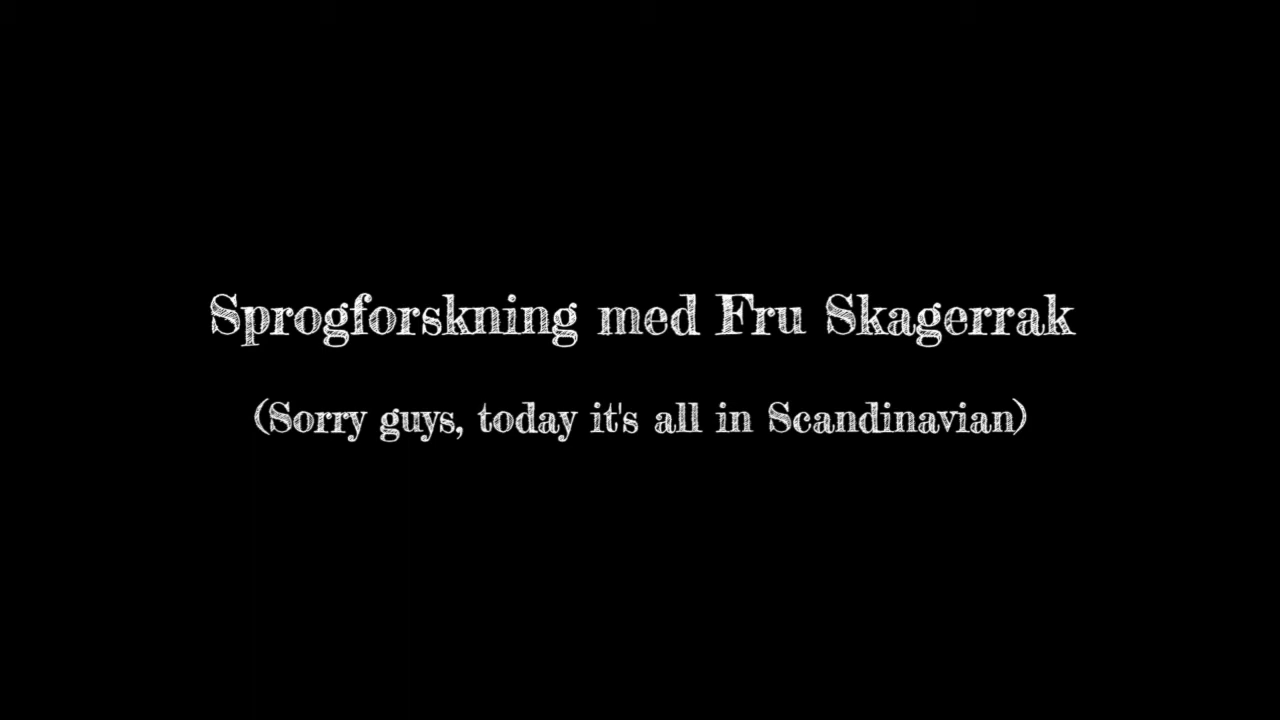 Sprogforskning med Fru Skagerrak
(Sorry guys, today it's all in Scandinavian)